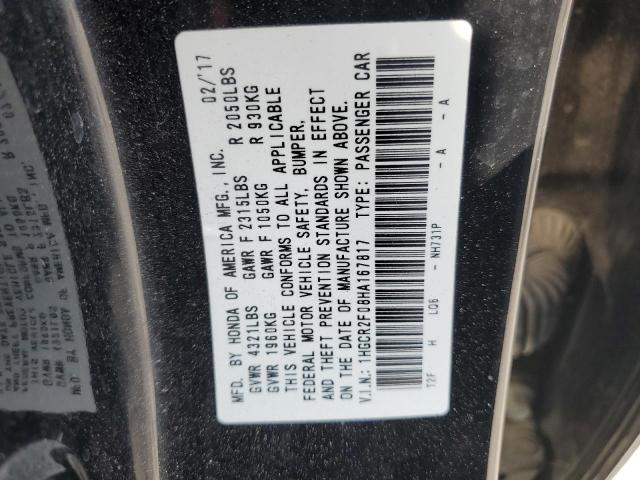 MFD. BY HONDA OF AMERICA MFG., INC. 02/'17
GVWR 4321LBS GAWR F 2315LBS R 2050LBS
GVWR 1960KG GAWR F 1050KG R 930KG
THIS VEHICLE CONFORMS TO ALL APPLICABLE
FEDERAL MOTOR VEHICLE SAFETY, BUMPER,
AND THEFT PREVENTION STANDARDS IN EFFECT
ON THE DATE OF MANUFACTURE SHOWN ABOVE.
V.I.N.: 1HGCR2F08HA167817 TYPE: PASSENGER CAR
T2F H LQ6 - NH731P - A - A